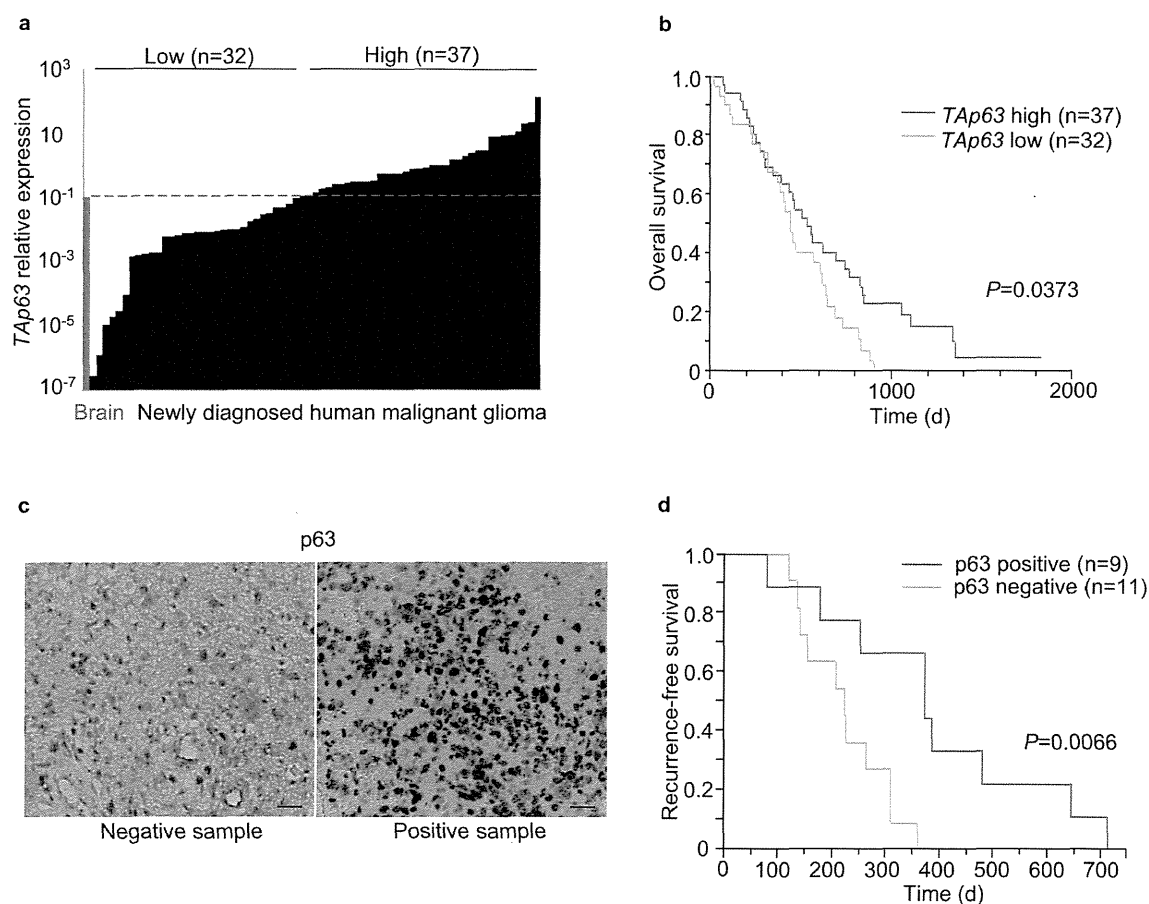 a
Low (n=32) High (n=37)
10³
10
10⁻¹
10⁻³
10⁻⁵
10⁻⁷
TAp63 relative expression
Brain Newly diagnosed human malignant glioma
b
1.0
0.8
0.6
0.4
0.2
0
Overall survival
TAp63 high (n=37)
TAp63 low (n=32)
P=0.0373
0 1000 2000
Time (d)
c
p63
Negative sample Positive sample
d
1.0
0.8
0.6
0.4
0.2
0
Recurrence-free survival
p63 positive (n=9)
p63 negative (n=11)
P=0.0066
0 100 200 300 400 500 600 700
Time (d)